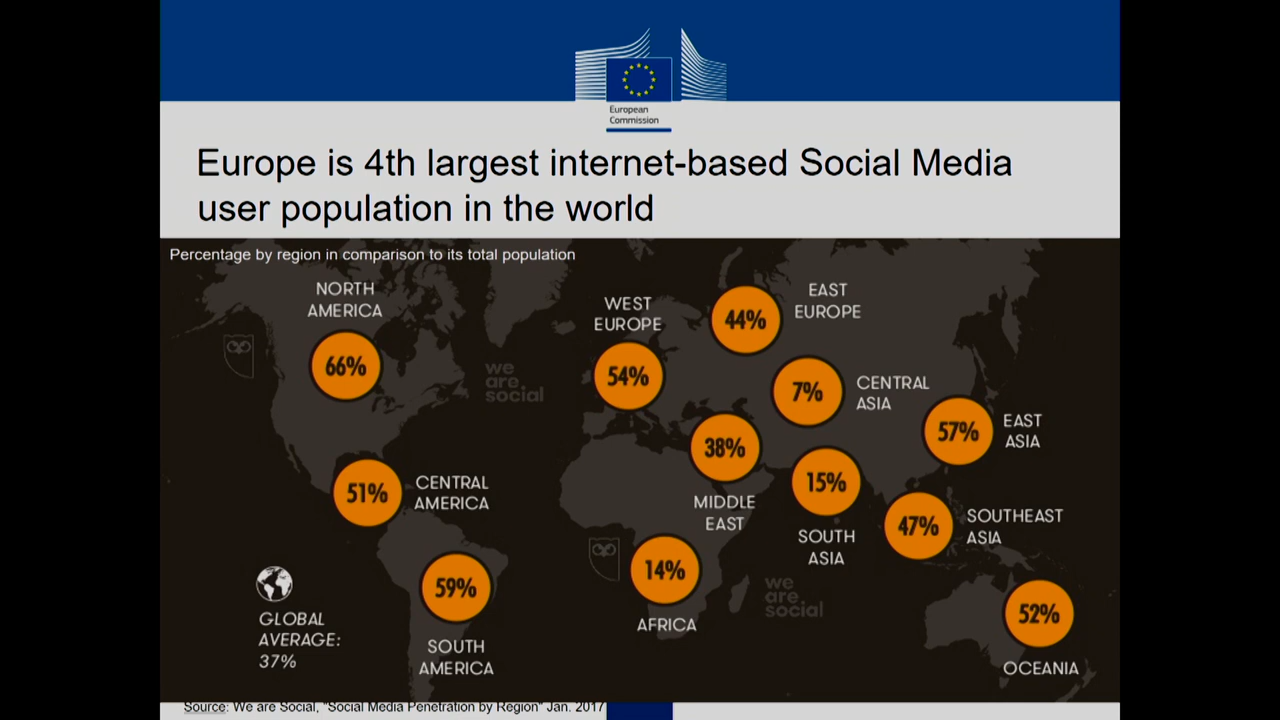 European
Commission
Europe is 4th largest internet-based Social Media
user population in the world
Percentage by region in comparison to its total population
NORTH
AMERICA
66%
WEST
EUROPE
54%
44%
EAST
EUROPE
7%
CENTRAL
ASIA
57%
EAST
ASIA
we
are
social
38%
MIDDLE
EAST
15%
SOUTH
ASIA
51%
CENTRAL
AMERICA
47%
SOUTHEAST
ASIA
14%
AFRICA
we
are
social
59%
SOUTH
AMERICA
52%
OCEANIA
GLOBAL
AVERAGE:
37%
Source: We are Social, "Social Media Penetration by Region" Jan. 2017